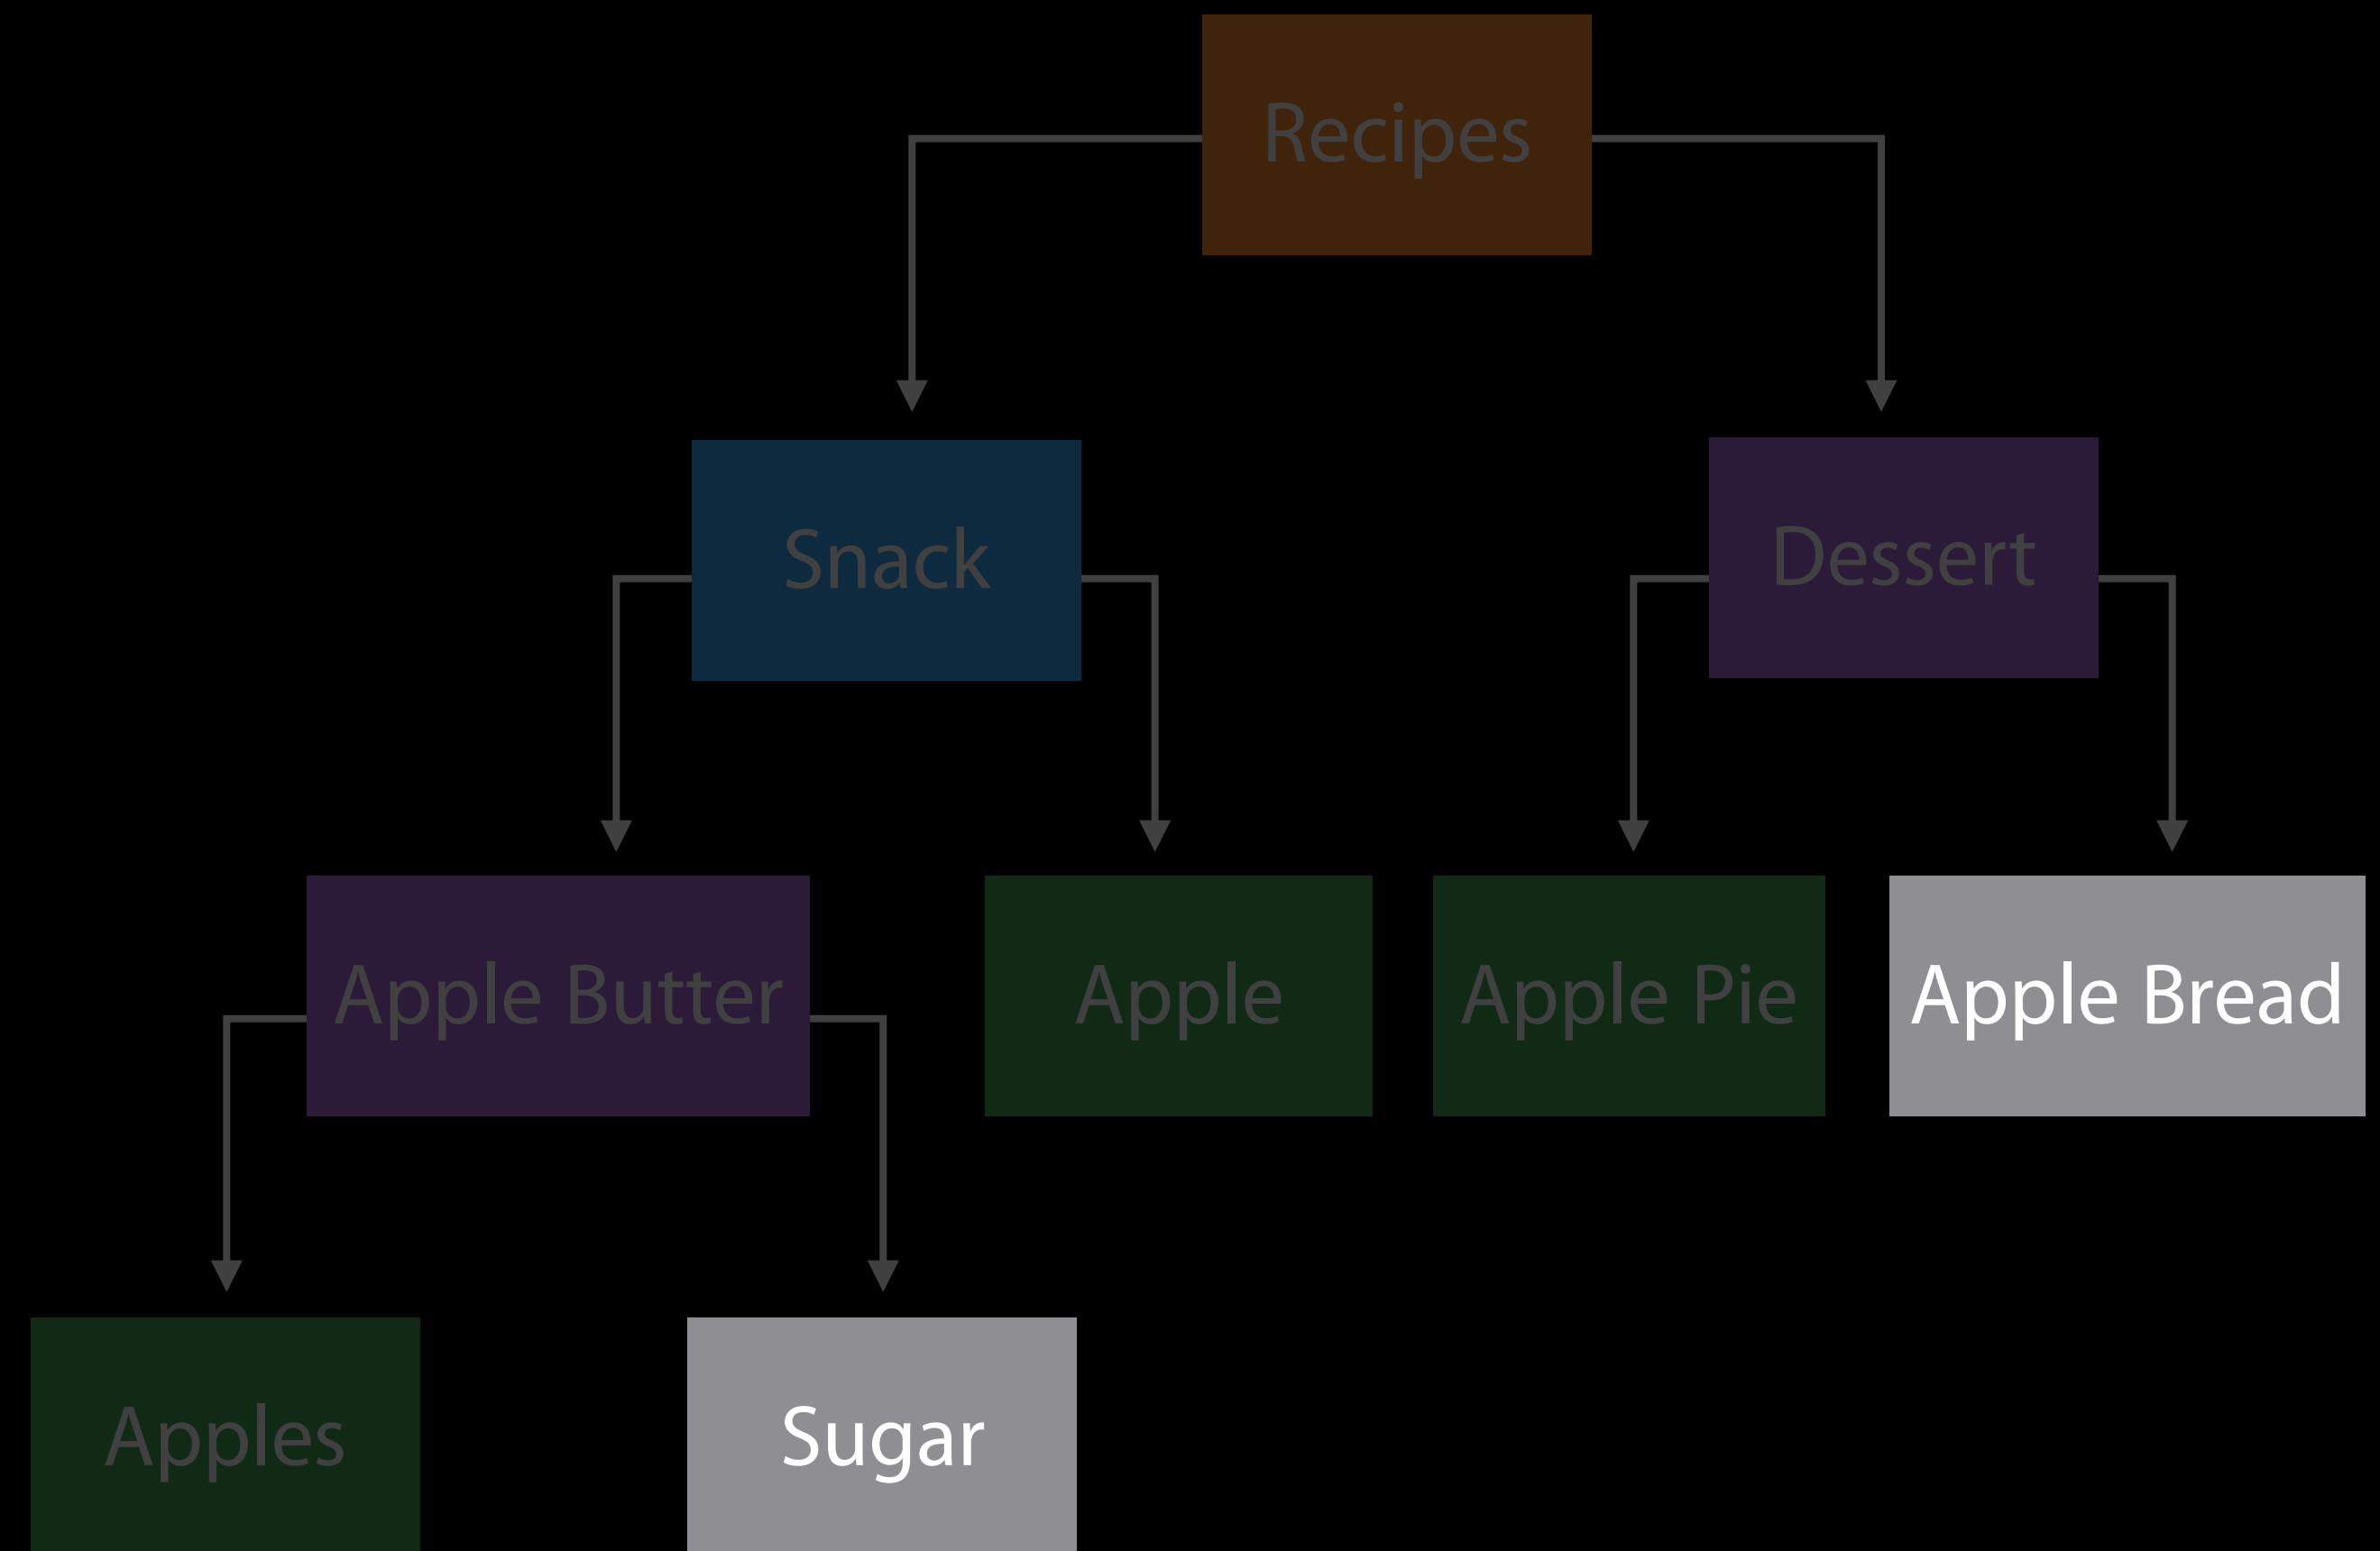 Recipes
Snack
Dessert
Apple Butter
Apple
Apple Pie
Apple Bread
Apples
Sugar